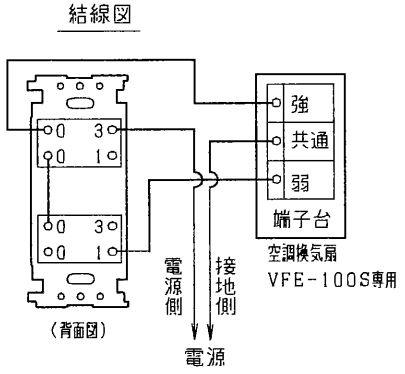 結線図
0 3
0 1
0 3
0 1
(背面図)
強
共通
弱
端子台
空調換気扇
VFE-100S専用
電源側
接地側
電源